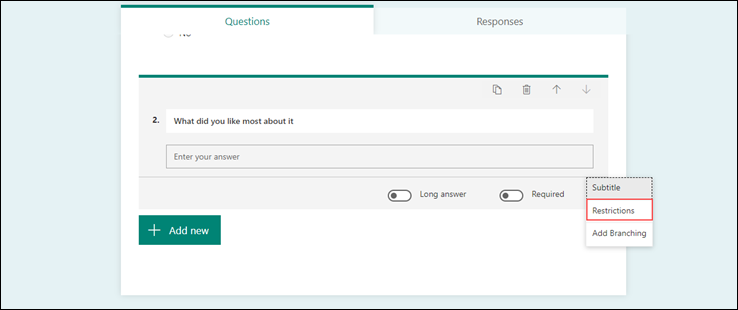 Questions
Responses
No
2. What did you like most about it
Enter your answer
Long answer
Required
Subtitle
Restrictions
Add Branching
Add new